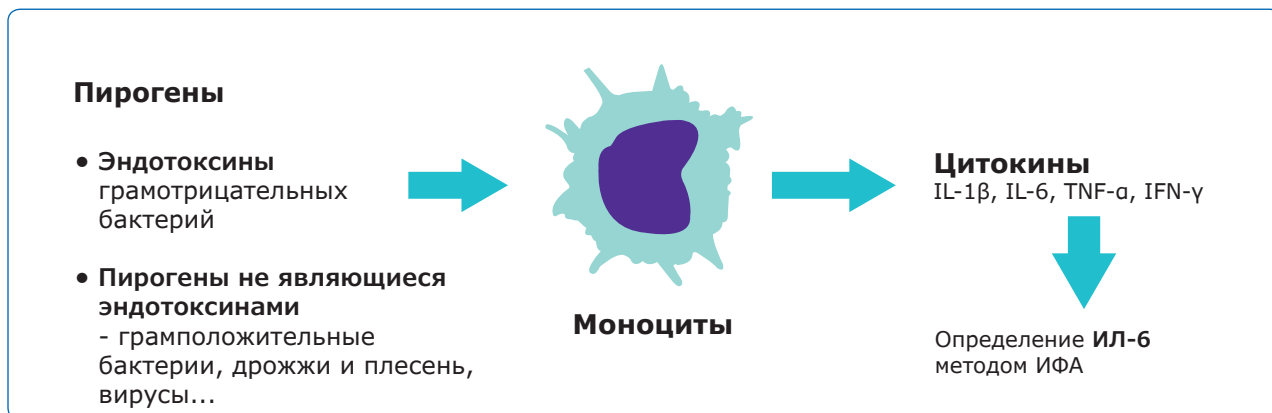 Пирогены
• Эндотоксины
грамотрицательных
бактерий
• Пирогены не являющиеся
эндотоксинами
- грамположительные
бактерии, дрожжи и плесень,
вирусы...
Моноциты
Цитокины
IL-1β, IL-6, TNF-α, IFN-γ
Определение ИЛ-6
методом ИФА